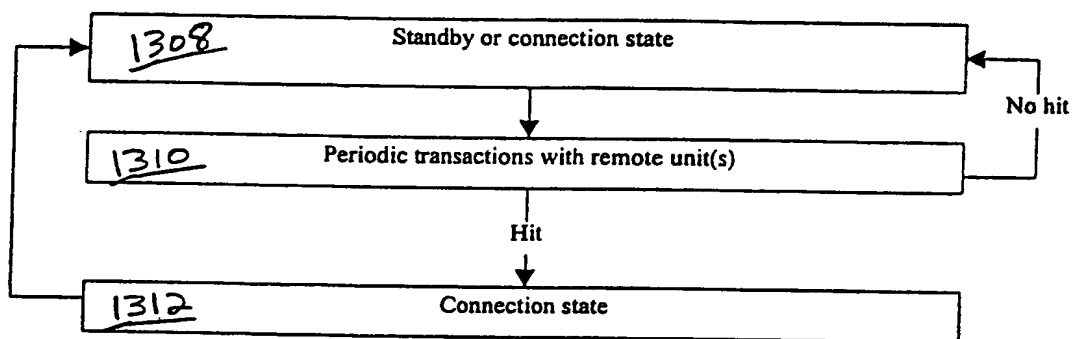 1308
Standby or connection state
No hit
1310
Periodic transactions with remote unit(s)
Hit
1312
Connection state